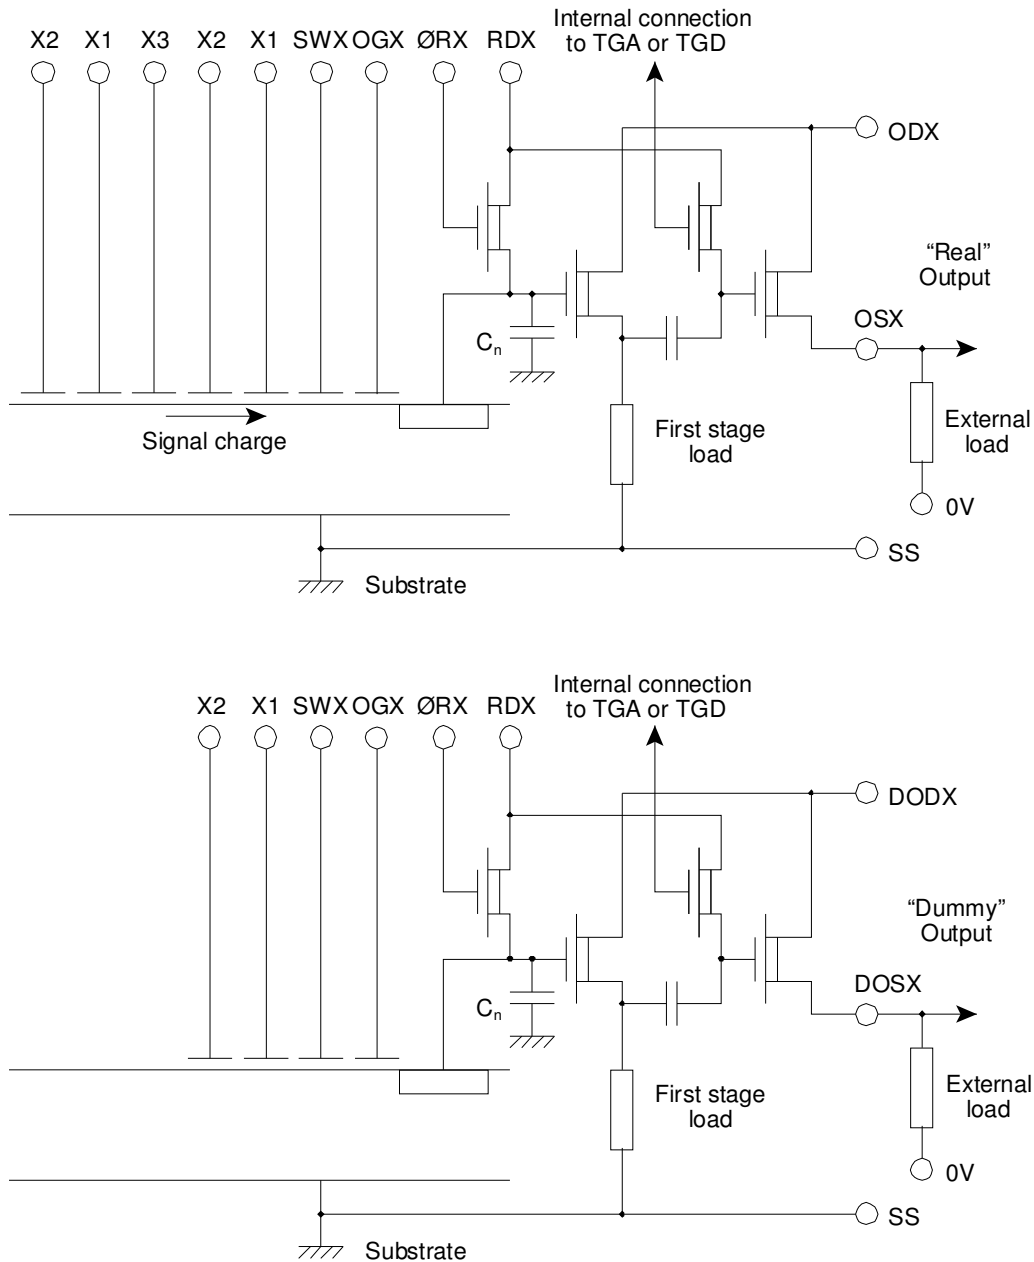 Internal connection
to TGA or TGD
X2 X1 X3 X2 X1 SWX OGX ØRX RDX
ODX
“Real”
Output
OSX
Cn
Signal charge
First stage
load
External
load
0V
SS
Substrate
Internal connection
to TGA or TGD
X2 X1 SWX OGX ØRX RDX
DODX
“Dummy”
Output
DOSX
Cn
First stage
load
External
load
0V
SS
Substrate